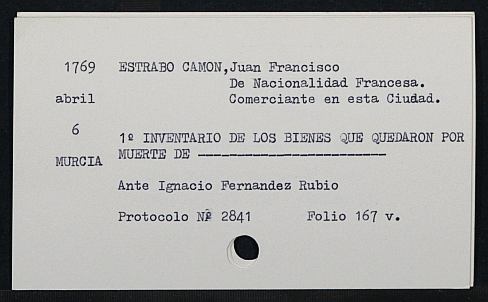 1769 ESTRABO CAMON, Juan Francisco
De Nacionalidad Francesa.
abril Comerciante en esta Ciudad.
6
1º INVENTARIO DE LOS BIENES QUE QUEDARON POR
MURCIA MUERTE DE ------------------------
Ante Ignacio Fernandez Rubio
Protocolo Nº 2841 Folio 167 v.